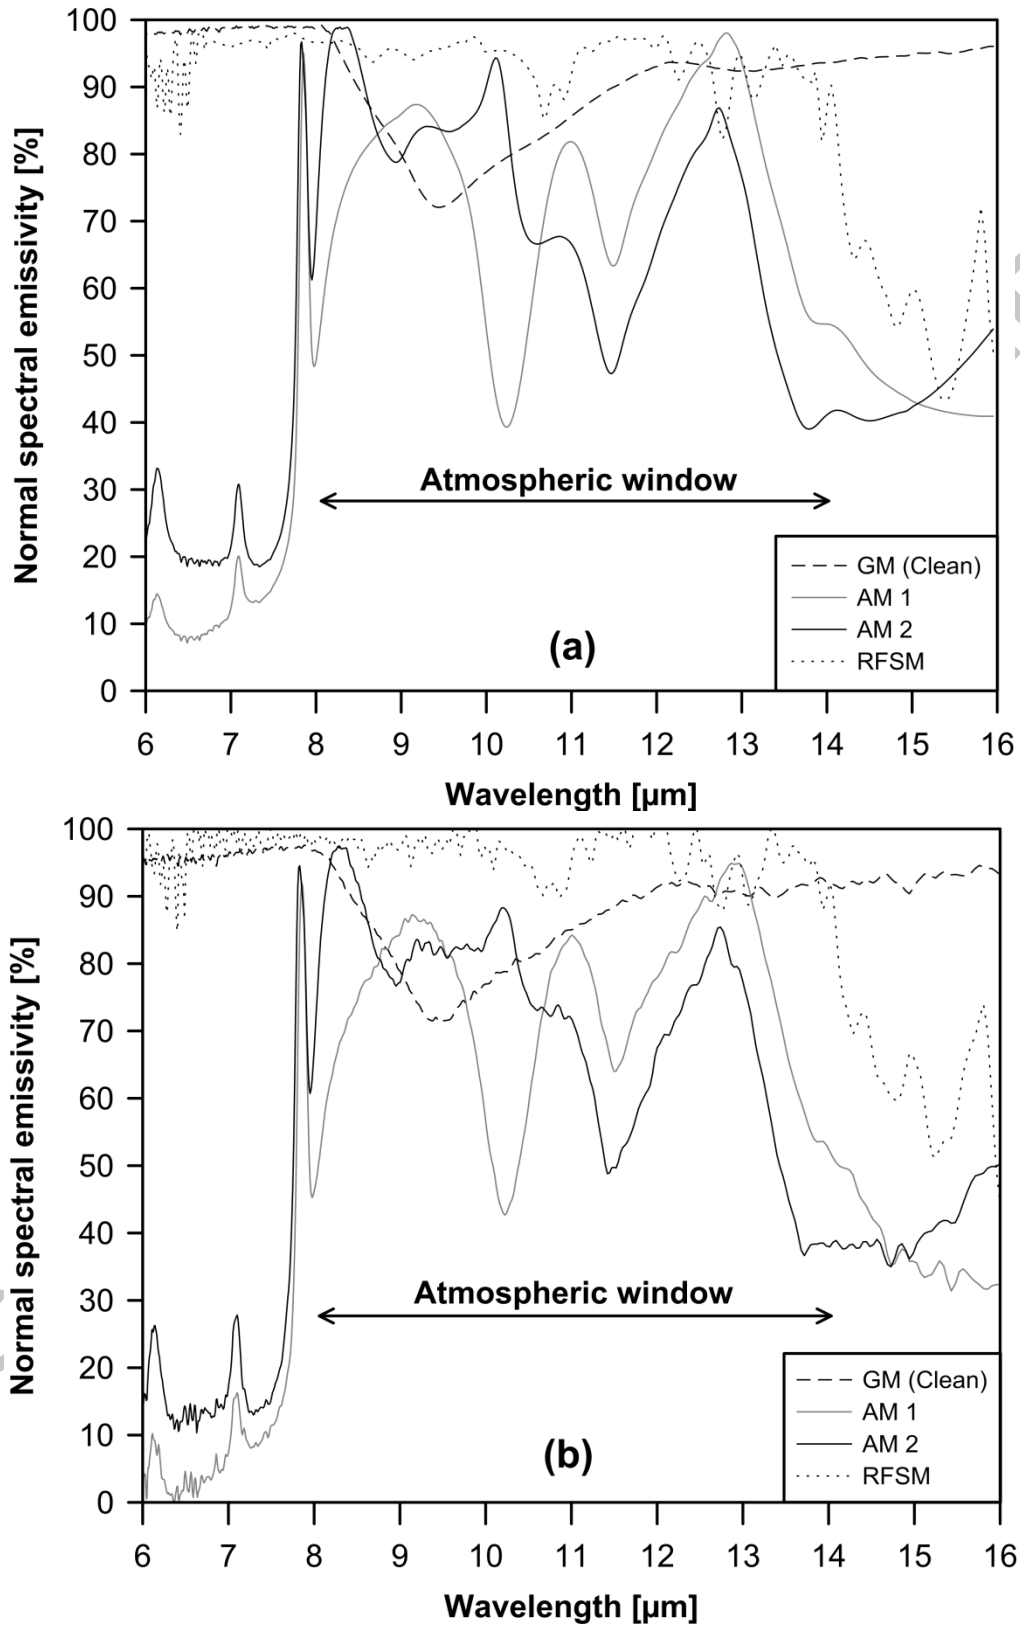 100
90
80
70
60
50
40
30
20
10
0
Normal spectral emissivity [%]
Atmospheric window
GM (Clean)
AM 1
AM 2
RFSM
(a)
6 7 8 9 10 11 12 13 14 15 16
Wavelength [µm]
100
90
80
70
60
50
40
30
20
10
0
Normal spectral emissivity [%]
Atmospheric window
GM (Clean)
AM 1
AM 2
RFSM
(b)
6 7 8 9 10 11 12 13 14 15 16
Wavelength [µm]